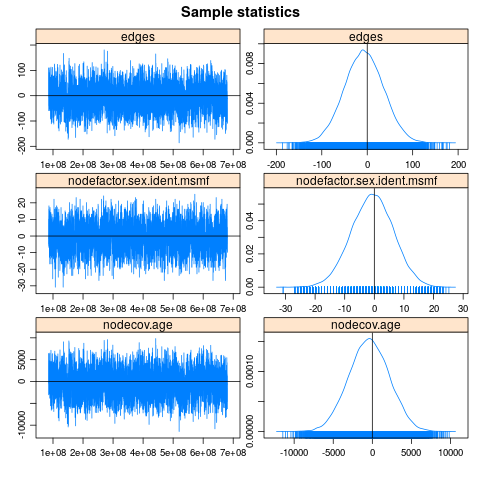 Sample statistics
edges
edges
-200 -100 0 100
0.000 0.004 0.008
1e+08 2e+08 3e+08 4e+08 5e+08 6e+08 7e+08
-200 -100 0 100 200
nodefactor.sex.ident.msmf
nodefactor.sex.ident.msmf
-30 -20 -10 0 10 20
0.00 0.02 0.04
1e+08 2e+08 3e+08 4e+08 5e+08 6e+08 7e+08
-30 -20 -10 0 10 20 30
nodecov.age
nodecov.age
-10000 0 5000
0.00000 0.00010
1e+08 2e+08 3e+08 4e+08 5e+08 6e+08 7e+08
-10000 -5000 0 5000 10000